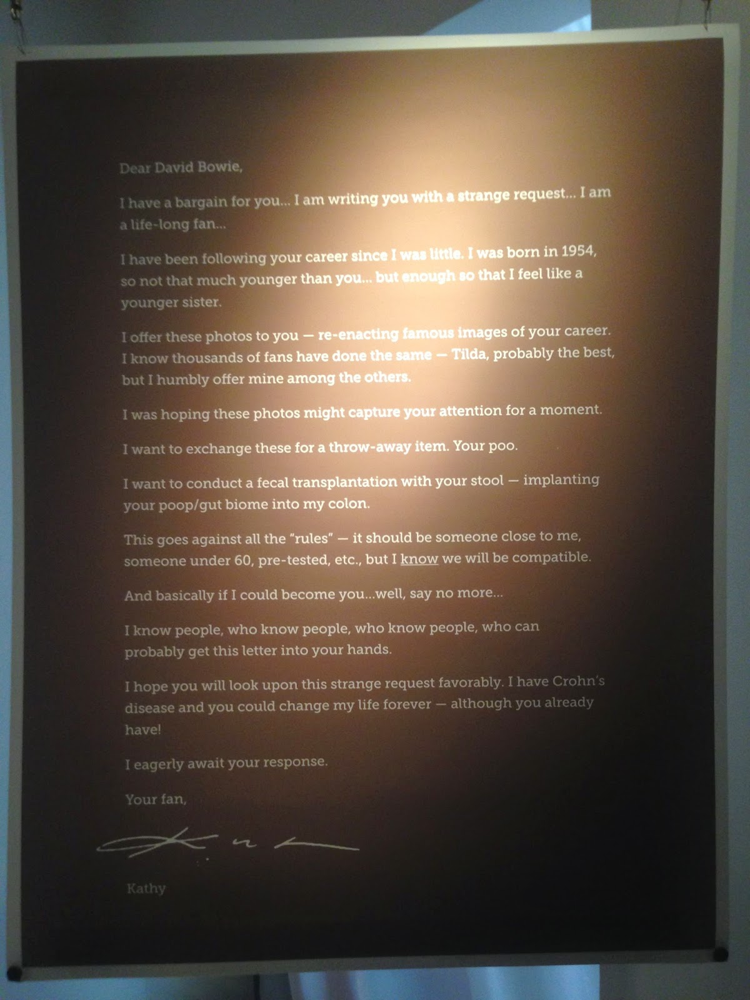 Dear David Bowie,
I have a bargain for you... I am writing you with a strange request... I am
a life-long fan...
I have been following your career since I was little. I was born in 1954,
so not that much younger than you... but enough so that I feel like a
younger sister.
I offer these photos to you — re-enacting famous images of your career.
I know thousands of fans have done the same — Tilda, probably the best,
but I humbly offer mine among the others.
I was hoping these photos might capture your attention for a moment.
I want to exchange these for a throw-away item. Your poo.
I want to conduct a fecal transplantation with your stool — implanting
your poop/gut biome into my colon.
This goes against all the “rules” — it should be someone close to me,
someone under 60, pre-tested, etc., but I know we will be compatible.
And basically if I could become you...well, say no more...
I know people, who know people, who know people, who can
probably get this letter into your hands.
I hope you will look upon this strange request favorably. I have Crohn's
disease and you could change my life forever — although you already
have!
I eagerly await your response.
Your fan,
Kathy